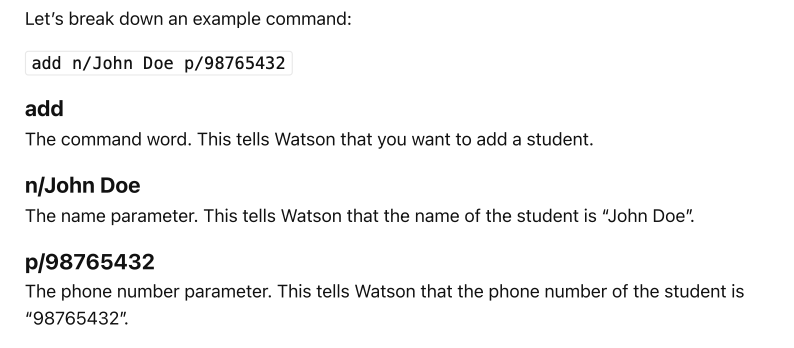 Let’s break down an example command:
add n/John Doe p/98765432
add
The command word. This tells Watson that you want to add a student.
n/John Doe
The name parameter. This tells Watson that the name of the student is “John Doe”.
p/98765432
The phone number parameter. This tells Watson that the phone number of the student is
“98765432”.